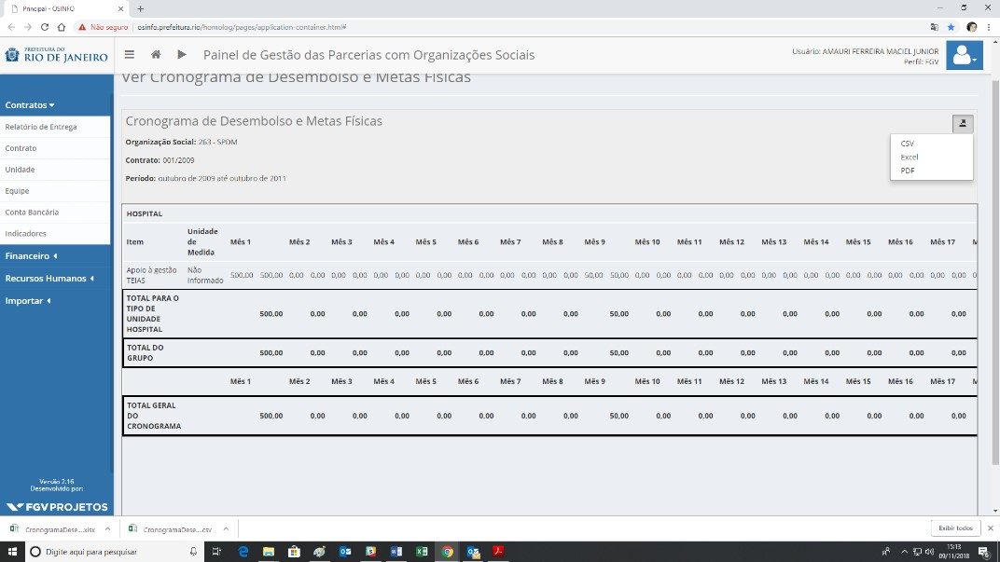 Principal - OSINFO
Não seguro | osinfo.prefeitura.rio/homolog/pages/application-container.html#
PREFEITURA DO
RIO DE JANEIRO
Painel de Gestão das Parcerias com Organizações Sociais
Usuário: AMAURI FERREIRA MACIEL JUNIOR
Perfil: FGV
Ver Cronograma de Desembolso e Metas Físicas
Contratos
Relatório de Entrega
Contrato
Unidade
Equipe
Conta Bancária
Indicadores
Financeiro
Recursos Humanos
Importar
Versão 2.16
Desenvolvido por:
FGV PROJETOS
Cronograma de Desembolso e Metas Físicas
Organização Social: 263 - SPDM
Contrato: 001/2009
Período: outubro de 2009 até outubro de 2011
CSV
Excel
PDF
HOSPITAL
Item Unidade de Medida Mês 1 Mês 2 Mês 3 Mês 4 Mês 5 Mês 6 Mês 7 Mês 8 Mês 9 Mês 10 Mês 11 Mês 12 Mês 13 Mês 14 Mês 15 Mês 16 Mês 17 M
Apoio à gestão TEIAS Não Informado 500,00 500,00 0,00 0,00 0,00 0,00 0,00 0,00 0,00 0,00 0,00 0,00 0,00 0,00 0,00 0,00 50,00 50,00 0,00 0,00 0,00 0,00 0,00 0,00 0,00 0,00 0,00 0,00 0,00 0,00 0,00 0,00 0,00 0,00 0
TOTAL PARA O TIPO DE UNIDADE HOSPITAL 500,00 0,00 0,00 0,00 0,00 0,00 0,00 0,00 50,00 0,00 0,00 0,00 0,00 0,00 0,00 0,00 0,00
TOTAL DO GRUPO 500,00 0,00 0,00 0,00 0,00 0,00 0,00 0,00 50,00 0,00 0,00 0,00 0,00 0,00 0,00 0,00 0,00
Mês 1 Mês 2 Mês 3 Mês 4 Mês 5 Mês 6 Mês 7 Mês 8 Mês 9 Mês 10 Mês 11 Mês 12 Mês 13 Mês 14 Mês 15 Mês 16 Mês 17 M
TOTAL GERAL DO CRONOGRAMA 500,00 0,00 0,00 0,00 0,00 0,00 0,00 0,00 50,00 0,00 0,00 0,00 0,00 0,00 0,00 0,00 0,00
CronogramaDese....xlsx
CronogramaDese....csv
Exibir todos
Digite aqui para pesquisar
15:13
09/11/2018